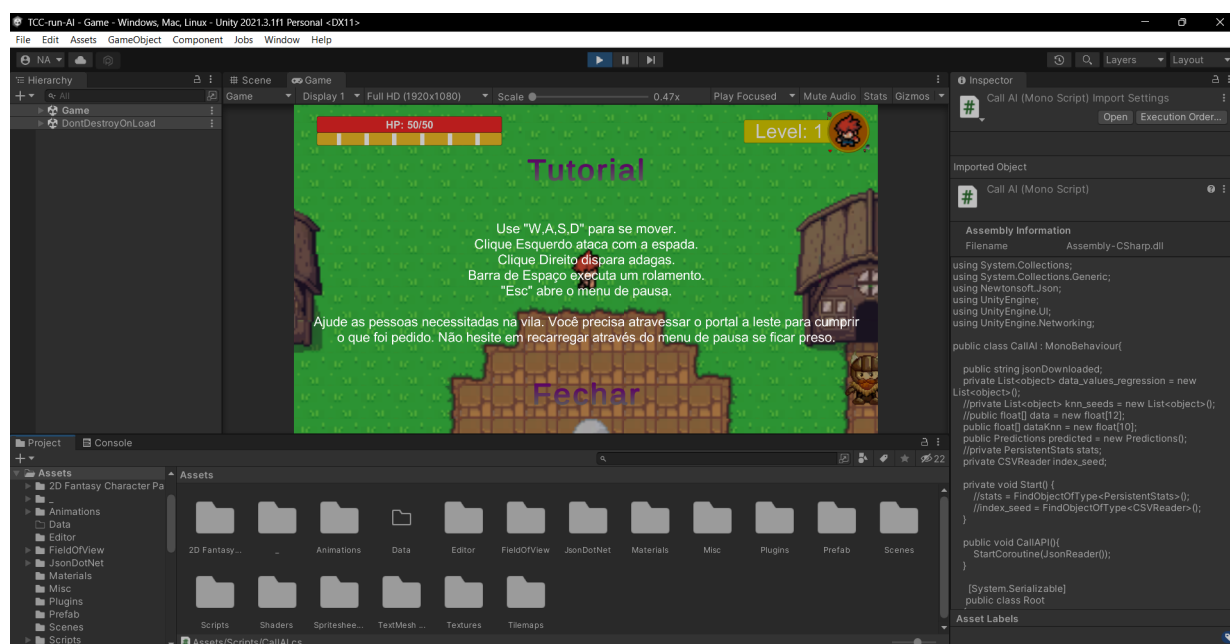 TCC-run-AI - Game - Windows, Mac, Linux - Unity 2021.3.1f1 Personal <DX11>
File Edit Assets GameObject Component Jobs Window Help
NA
Layers
Layout
Hierarchy
All
Game
DontDestroyOnLoad
Scene
Game
Game
Display 1
Full HD (1920x1080)
Scale
0.47x
Play Focused
Mute Audio
Stats
Gizmos
HP: 50/50
Level: 1
Tutorial
Use "W,A,S,D" para se mover.
Clique Esquerdo ataca com a espada.
Clique Direito dispara adagas.
Barra de Espaço executa um rolamento.
"Esc" abre o menu de pausa.
Ajude as pessoas necessitadas na vila. Você precisa atravessar o portal a leste para cumprir
o que foi pedido. Não hesite em recarregar através do menu de pausa se ficar preso.
Fechar
Inspector
Call AI (Mono Script) Import Settings
Open
Execution Order...
Imported Object
Call AI (Mono Script)
Assembly Information
Filename Assembly-CSharp.dll
using System.Collections;
using System.Collections.Generic;
using Newtonsoft.Json;
using UnityEngine;
using UnityEngine.UI;
using UnityEngine.Networking;
public class CallAI : MonoBehaviour{
public string jsonDownloaded;
private List<object> data_values_regression = new
List<object>();
//private List<object> knn_seeds = new List<object>();
//public float[] data = new float[12];
public float[] dataKnn = new float[10];
public Predictions predicted = new Predictions();
//private PersistentStats stats;
private CSVReader index_seed;
private void Start() {
//stats = FindObjectOfType<PersistentStats>();
//index_seed = FindObjectOfType<CSVReader>();
}
public void CallAPI(){
StartCoroutine(JsonReader());
}
[System.Serializable]
public class Root
Asset Labels
Project
Console
22
Assets
2D Fantasy Character Pa
_
Animations
Data
Editor
FieldOfView
JsonDotNet
Materials
Misc
Plugins
Prefab
Scenes
Scripts
Assets
2D Fantasy...
_
Animations
Data
Editor
FieldOfView
JsonDotNet
Materials
Misc
Plugins
Prefab
Scenes
Scripts
Shaders
Spriteshee...
TextMesh ...
Textures
Tilemaps
Assets/Scripts/CallAI.cs